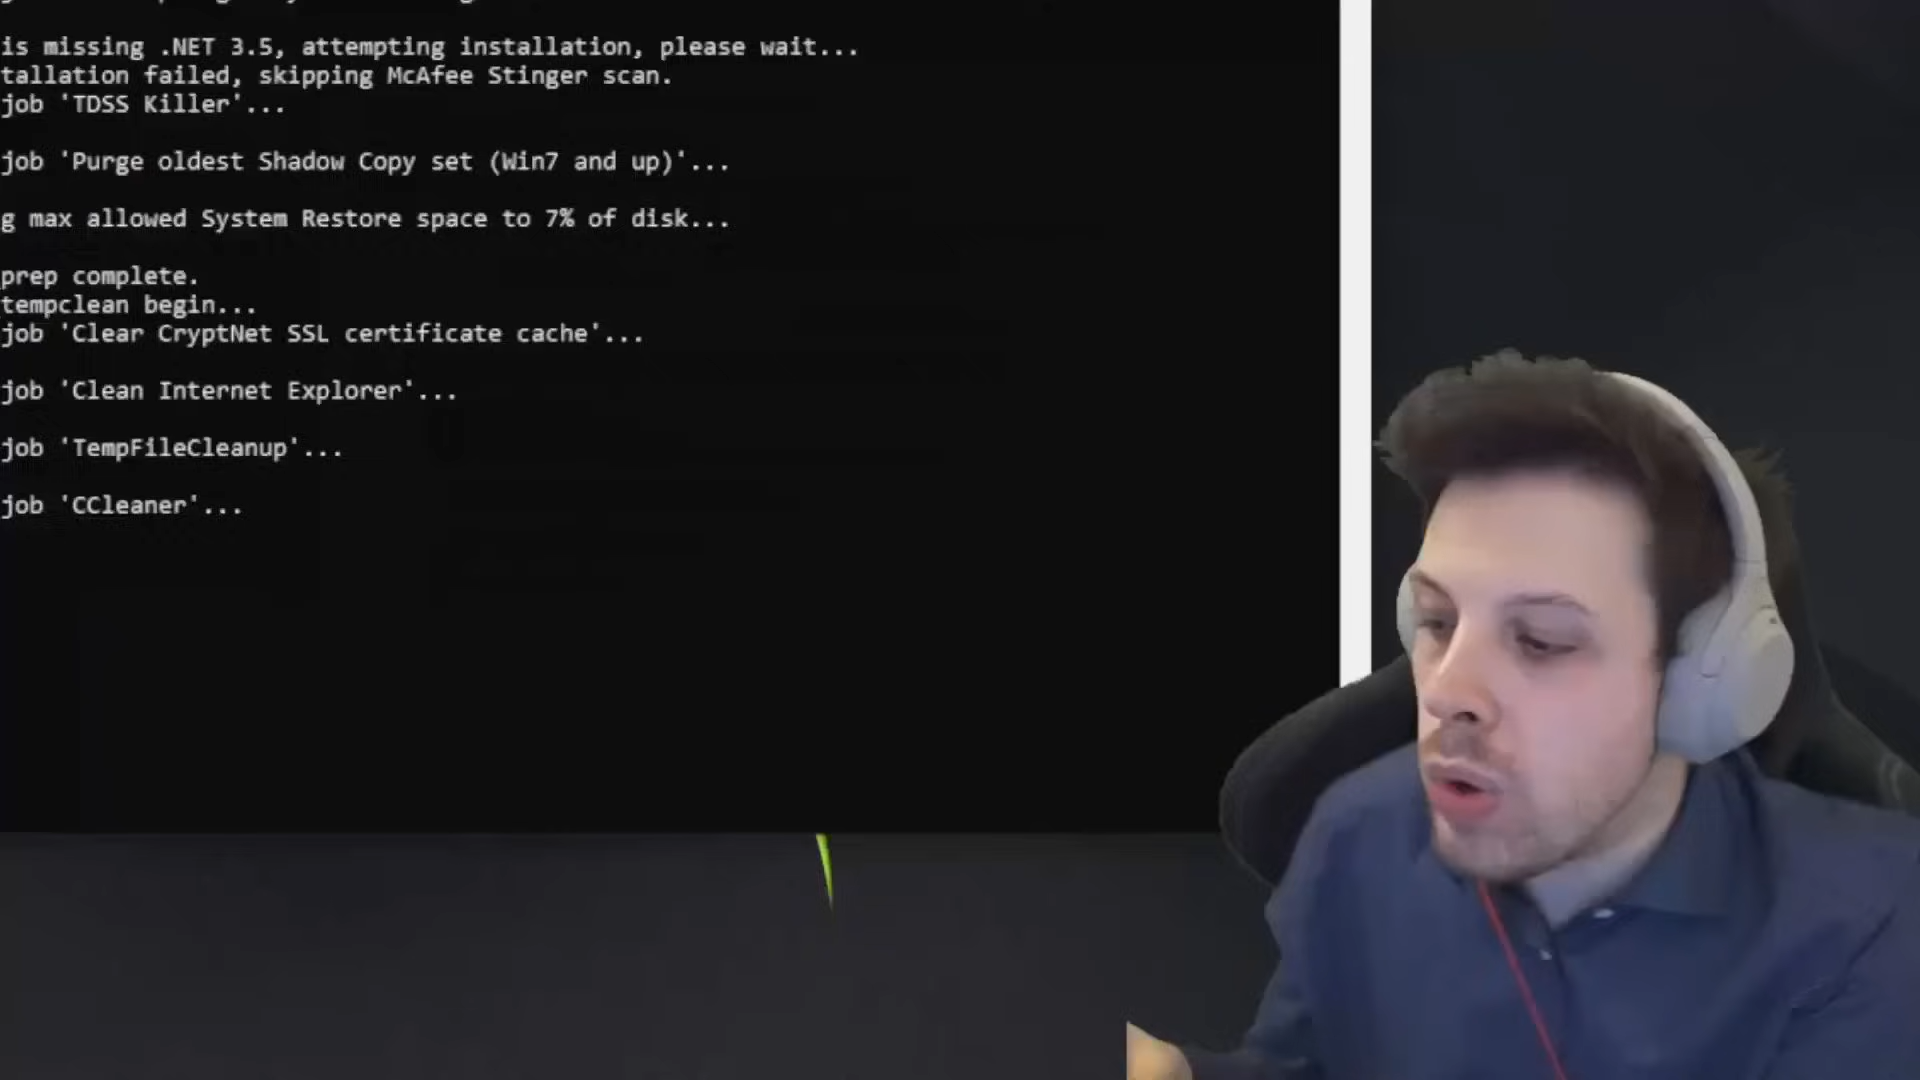 is missing .NET 3.5, attempting installation, please wait...
tallation failed, skipping McAfee Stinger scan.
job 'TDSS Killer'...
job 'Purge oldest Shadow Copy set (Win7 and up)'...
g max allowed System Restore space to 7% of disk...
prep complete.
tempclean begin...
job 'Clear CryptNet SSL certificate cache'...
job 'Clean Internet Explorer'...
job 'TempFileCleanup'...
job 'CCleaner'...